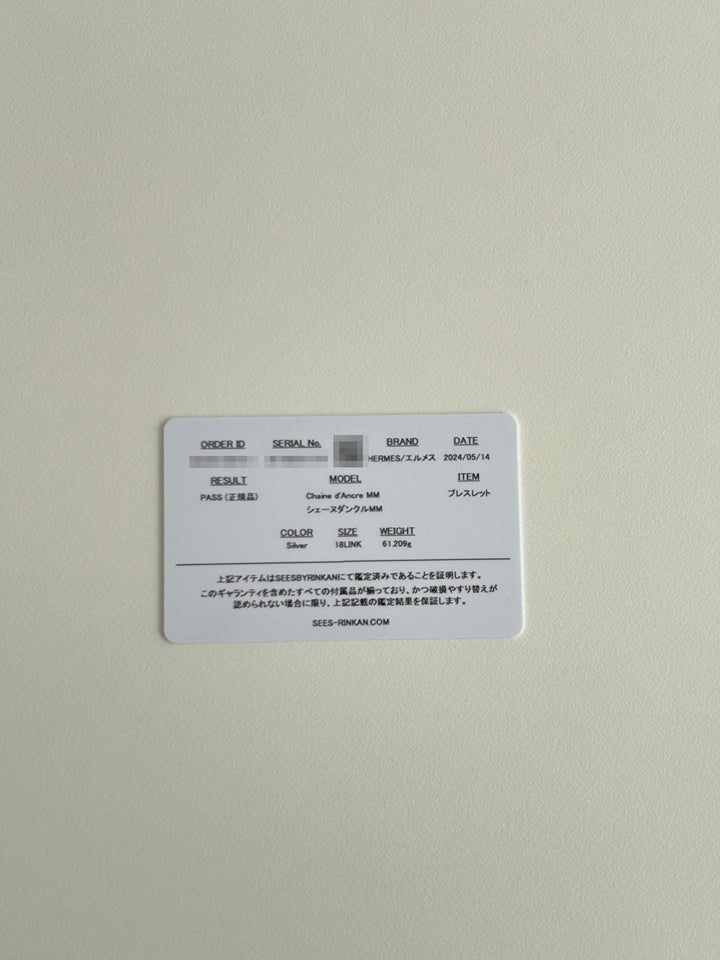 ORDER ID SERIAL No. BRAND DATE
HERMES/エルメス 2024/05/14
RESULT MODEL ITEM
PASS (正規品) Chaine d'Ancre MM ブレスレット
シェーヌダンクルMM
COLOR SIZE WEIGHT
Silver 16LINK 61.209g
上記アイテムはSEESBYRINKANにて鑑定済みであることを証明します。
このギャランティを含めたすべての付属品が揃っており、かつ破損やすり替えが
認められない場合に限り、上記記載の鑑定結果を保証します。
SEES-RINKAN.COM